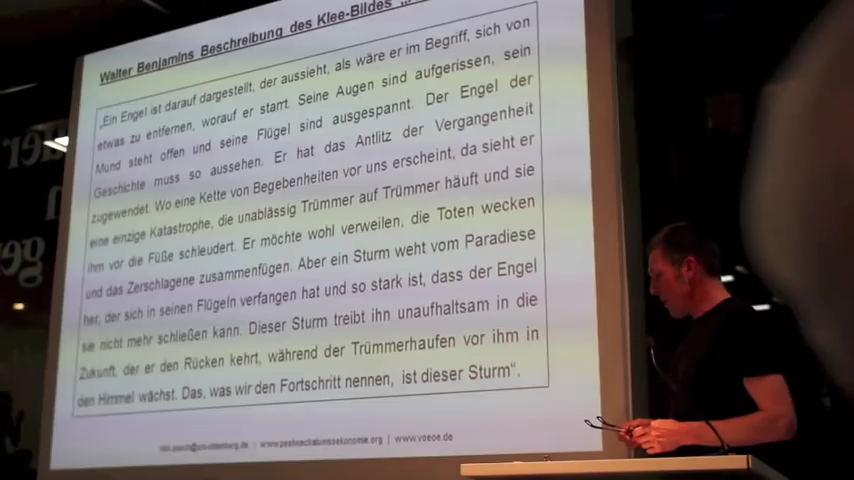 Walter Benjamins Beschreibung des Klee-Bildes
„Ein Engel ist darauf dargestellt, der aussieht, als wäre er im Begriff, sich von
etwas zu entfernen, worauf er starrt. Seine Augen sind aufgerissen, sein
Mund steht offen und seine Flügel sind ausgespannt. Der Engel der
Geschichte muss so aussehen. Er hat das Antlitz der Vergangenheit
zugewendet. Wo eine Kette von Begebenheiten vor uns erscheint, da sieht er
eine einzige Katastrophe, die unablässig Trümmer auf Trümmer häuft und sie
ihm vor die Füße schleudert. Er möchte wohl verweilen, die Toten wecken
und das Zerschlagene zusammenfügen. Aber ein Sturm weht vom Paradiese
her, der sich in seinen Flügeln verfangen hat und so stark ist, dass der Engel
sie nicht mehr schließen kann. Dieser Sturm treibt ihn unaufhaltsam in die
Zukunft, der er den Rücken kehrt, während der Trümmerhaufen vor ihm in
den Himmel wächst. Das, was wir den Fortschritt nennen, ist dieser Sturm“.
| www.postwachstumsoekonomie.org | www.voeoe.de